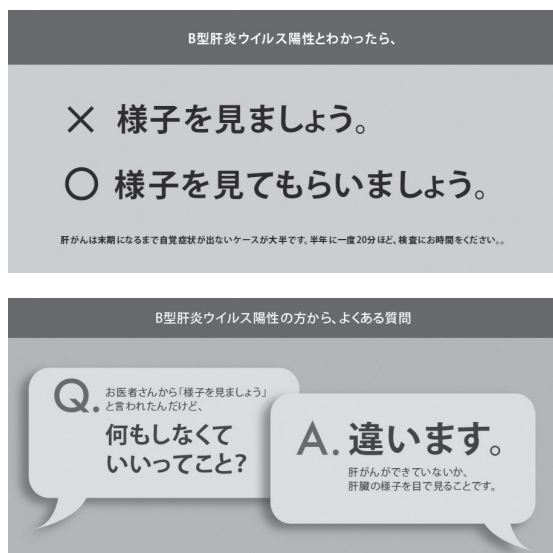 B型肝炎ウイルス陽性とわかったら、
× 様子を見ましょう。
○ 様子を見てもらいましょう。
肝がんは末期になるまで自覚症状が出ないケースが大半です。半年に一度20分ほど、検査にお時間をください。。
B型肝炎ウイルス陽性の方から、よくある質問
Q. お医者さんから「様子を見ましょう」
と言われたんだけど、
何もしなくて
いいってこと?
A. 違います。
肝がんができていないか、
肝臓の様子を目で見ることです。